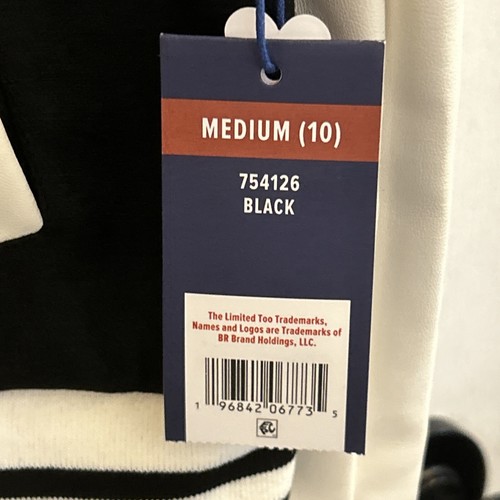 MEDIUM (10)
754126
BLACK
The Limited Too Trademarks,
Names and Logos are Trademarks of
BR Brand Holdings, LLC.
1 96842 06773 5